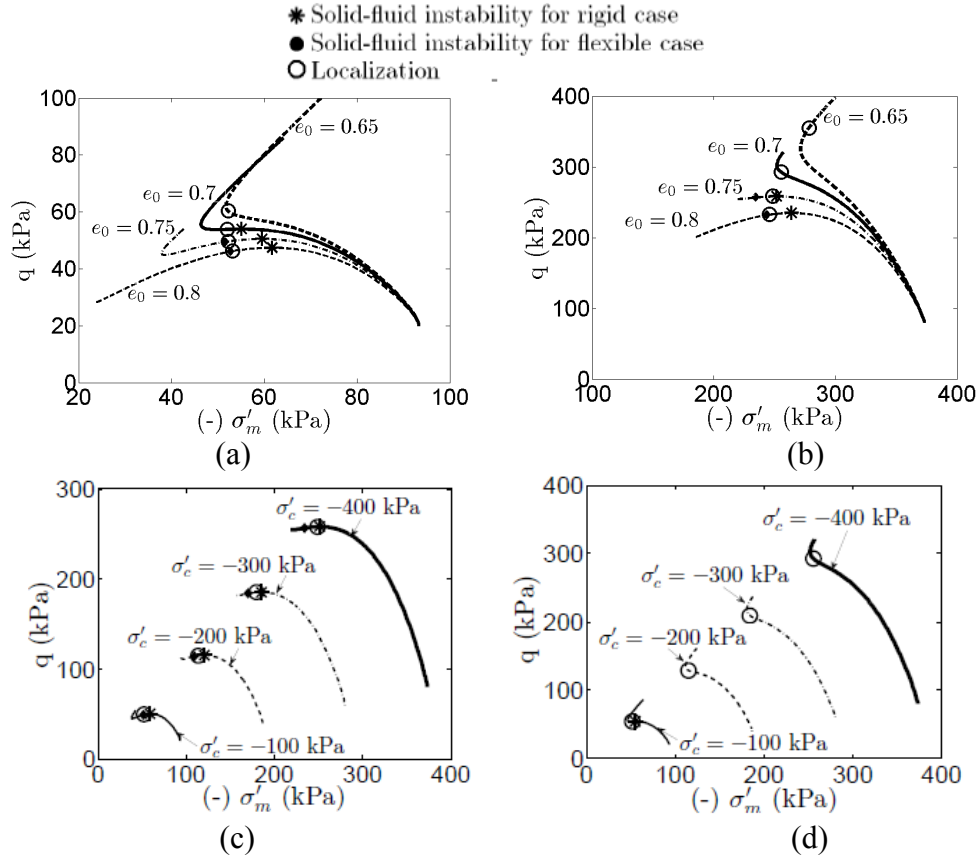 Solid-fluid instability for rigid case
Solid-fluid instability for flexible case
Localization
100
80
60
40
20
0
20 40 60 80 100
q (kPa)
(-) σ′m (kPa)
e0 = 0.65
e0 = 0.7
e0 = 0.75
e0 = 0.8
(a)
400
300
200
100
0
100 200 300 400
q (kPa)
(-) σ′m (kPa)
e0 = 0.65
e0 = 0.7
e0 = 0.75
e0 = 0.8
(b)
300
200
100
0
0 100 200 300 400
q (kPa)
(-) σ′m (kPa)
σ′c = −400 kPa
σ′c = −300 kPa
σ′c = −200 kPa
σ′c = −100 kPa
(c)
400
300
200
100
0
0 100 200 300 400
q (kPa)
(-) σ′m (kPa)
σ′c = −400 kPa
σ′c = −300 kPa
σ′c = −200 kPa
σ′c = −100 kPa
(d)